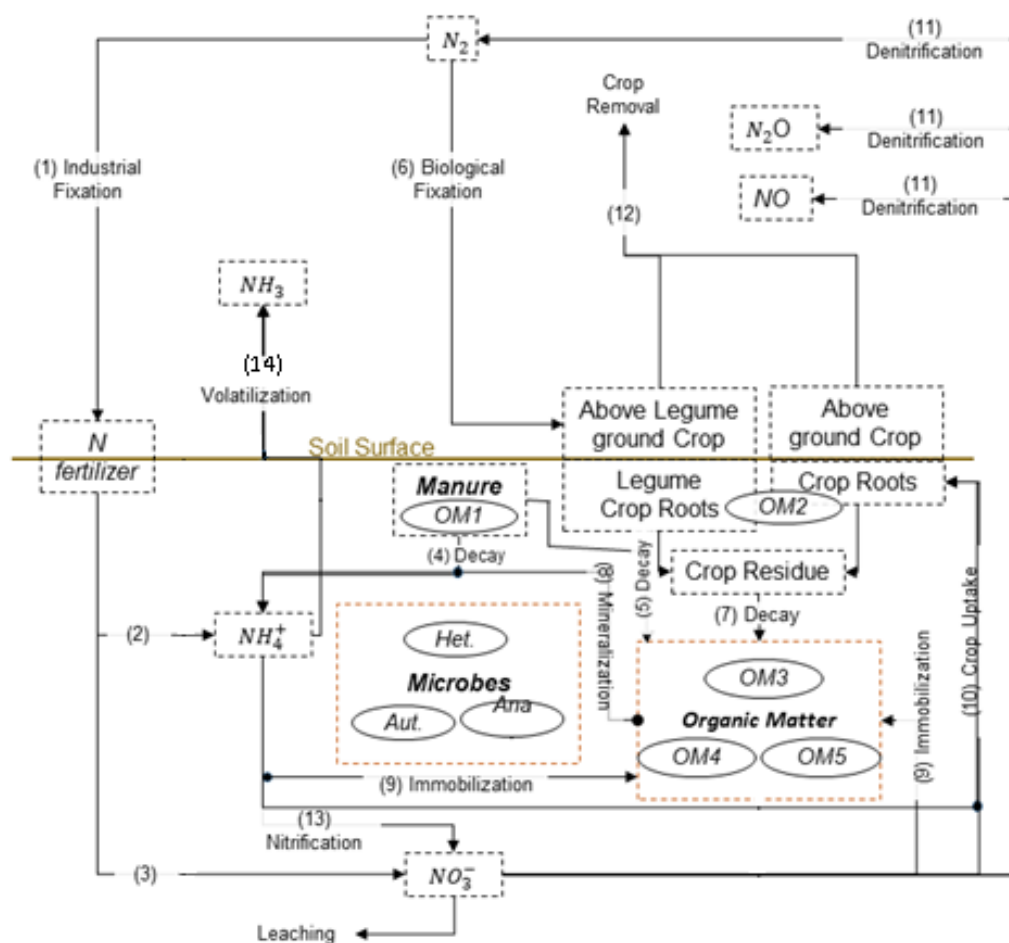 N₂
(11)
Denitrification
Crop
Removal
N₂O
(11)
Denitrification
(1) Industrial
Fixation
(6) Biological
Fixation
NO
(11)
Denitrification
(12)
NH₃
(14)
Volatilization
Above Legume
ground Crop
Above
ground Crop
N
fertilizer
Soil Surface
Manure
OM1
Legume
Crop Roots
Crop Roots
OM2
(4) Decay
(8) Mineralization
(5) Decay
Crop Residue
(7) Decay
(10) Crop Uptake
(2)
NH₄⁺
Het.
Microbes
Aut.
Ana
OM3
Organic Matter
OM4
OM5
(9) Immobilization
(9) Immobilization
(13)
Nitrification
(3)
NO₃⁻
Leaching